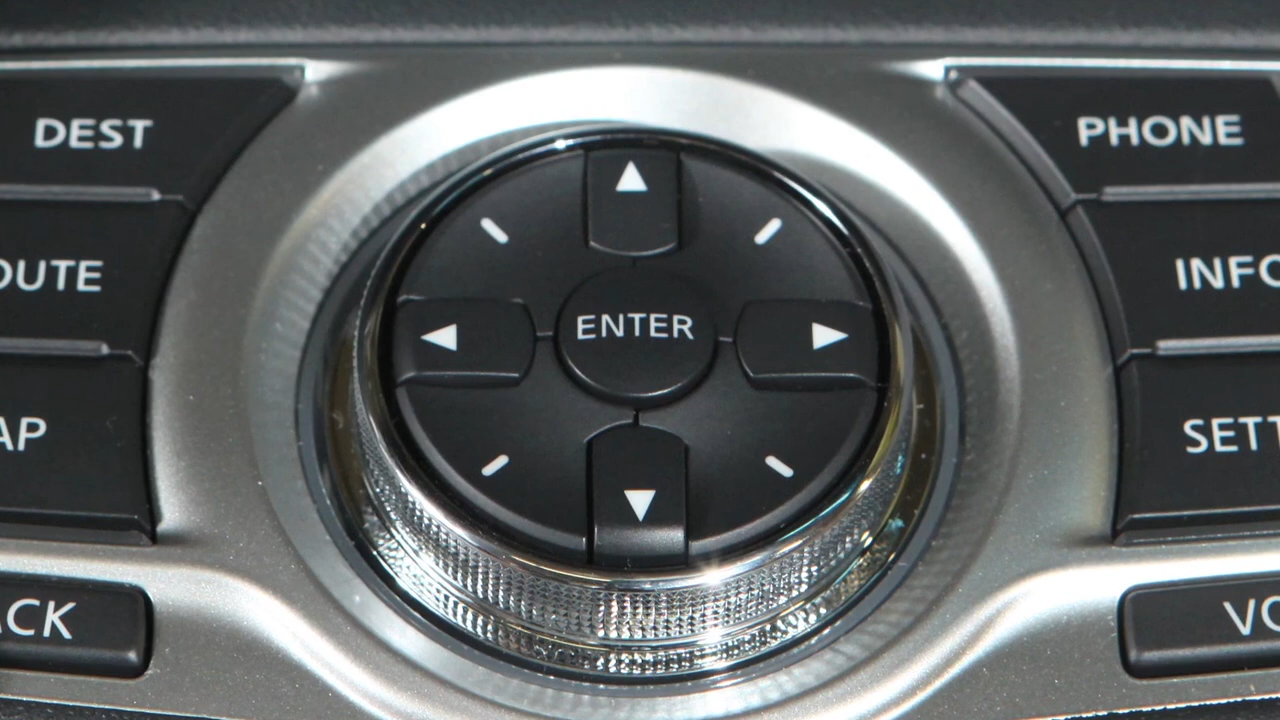 DEST
PHONE
OUTE
INFO
ENTER
AP
SETT
ACK
VO